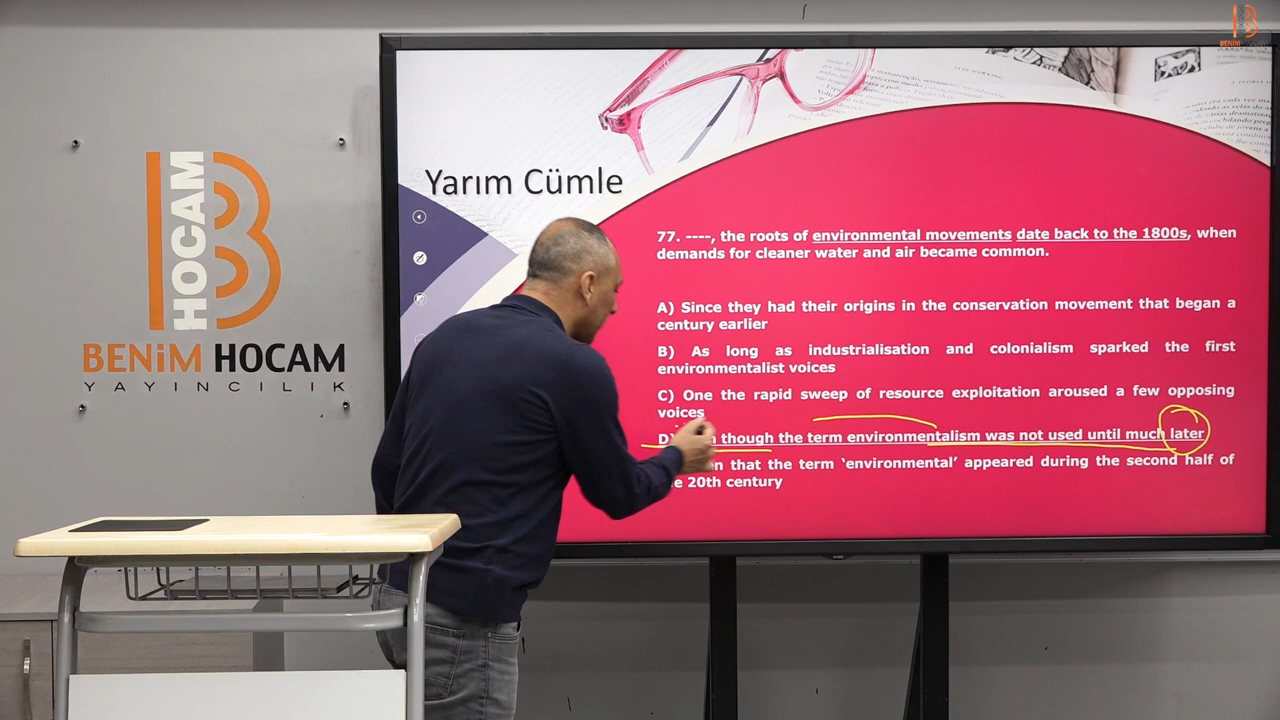 BENİM HOCAM
HOCAM
BENİM HOCAM
YAYINCILIK
Yarım Cümle
77. ----, the roots of environmental movements date back to the 1800s, when
demands for cleaner water and air became common.
A) Since they had their origins in the conservation movement that began a
century earlier
B) As long as industrialisation and colonialism sparked the first
environmentalist voices
C) One the rapid sweep of resource exploitation aroused a few opposing
voices
D) though the term environmentalism was not used until much later
that the term ‘environmental’ appeared during the second half of
20th century